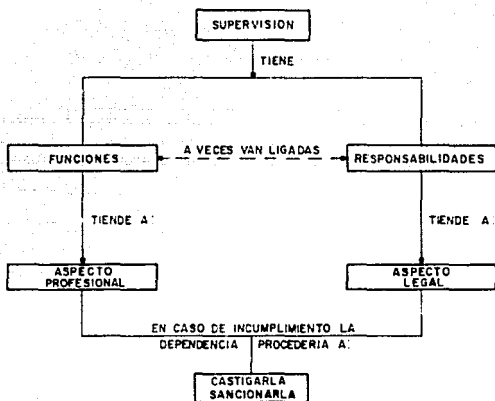 SUPERVISION
TIENE
FUNCIONES
A VECES VAN LIGADAS
RESPONSABILIDADES
TIENDE A:
TIENDE A:
ASPECTO
PROFESIONAL
ASPECTO
LEGAL
EN CASO DE INCUMPLIMIENTO LA
DEPENDENCIA PROCEDERIA A:
CASTIGARLA
SANCIONARLA